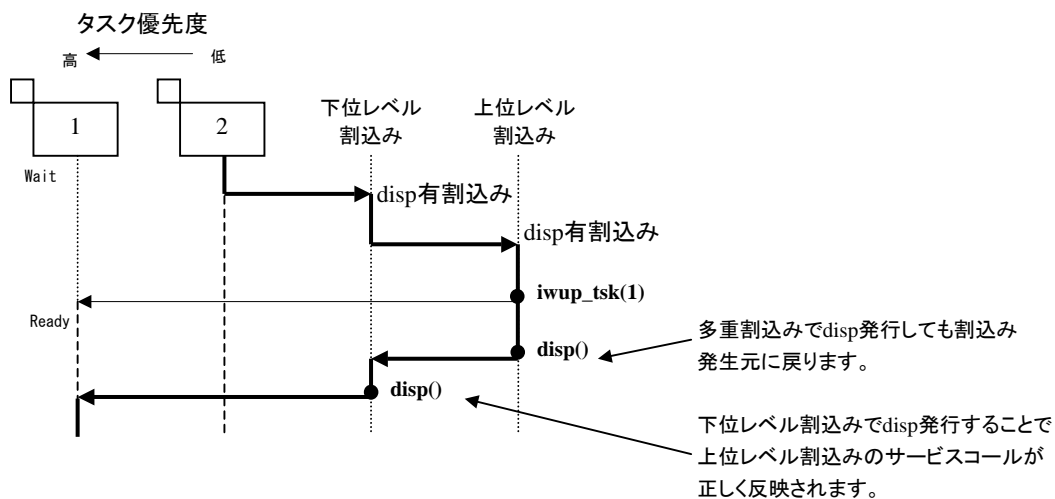 タスク優先度
高
低
1
2
下位レベル
割込み
上位レベル
割込み
Wait
disp有割込み
disp有割込み
iwup_tsk(1)
Ready
disp()
多重割込みでdisp発行しても割込み
発生元に戻ります。
disp()
下位レベル割込みでdisp発行することで
上位レベル割込みのサービスコールが
正しく反映されます。